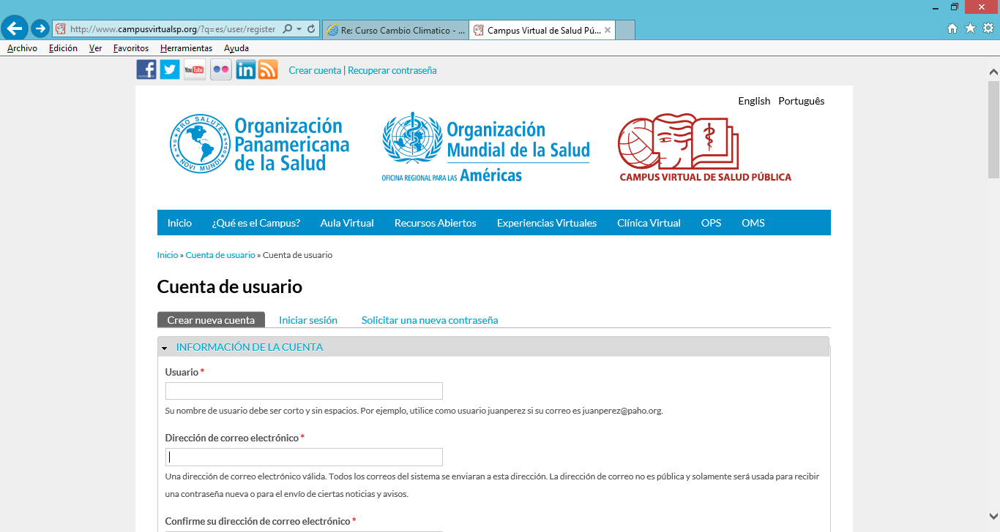 http://www.campusvirtualsp.org/?q=es/user/register
Re: Curso Cambio Climatico - ...
Campus Virtual de Salud Pú...
Archivo Edición Ver Favoritos Herramientas Ayuda
YouTube
Crear cuenta | Recuperar contraseña
English Português
PRO SALUTE
NOVI MUNDI
Organización
Panamericana
de la Salud
Organización
Mundial de la Salud
OFICINA REGIONAL PARA LAS Américas
CAMPUS VIRTUAL DE SALUD PÚBLICA
Inicio ¿Qué es el Campus? Aula Virtual Recursos Abiertos Experiencias Virtuales Clínica Virtual OPS OMS
Inicio » Cuenta de usuario » Cuenta de usuario
Cuenta de usuario
Crear nueva cuenta Iniciar sesión Solicitar una nueva contraseña
INFORMACIÓN DE LA CUENTA
Usuario *
Su nombre de usuario debe ser corto y sin espacios. Por ejemplo, utilice como usuario juanperez si su correo es juanperez@paho.org.
Dirección de correo electrónico *
Una dirección de correo electrónico válida. Todos los correos del sistema se enviaran a esta dirección. La dirección de correo no es pública y solamente será usada para recibir
una contraseña nueva o para el envío de ciertas noticias y avisos.
Confirme su dirección de correo electrónico *